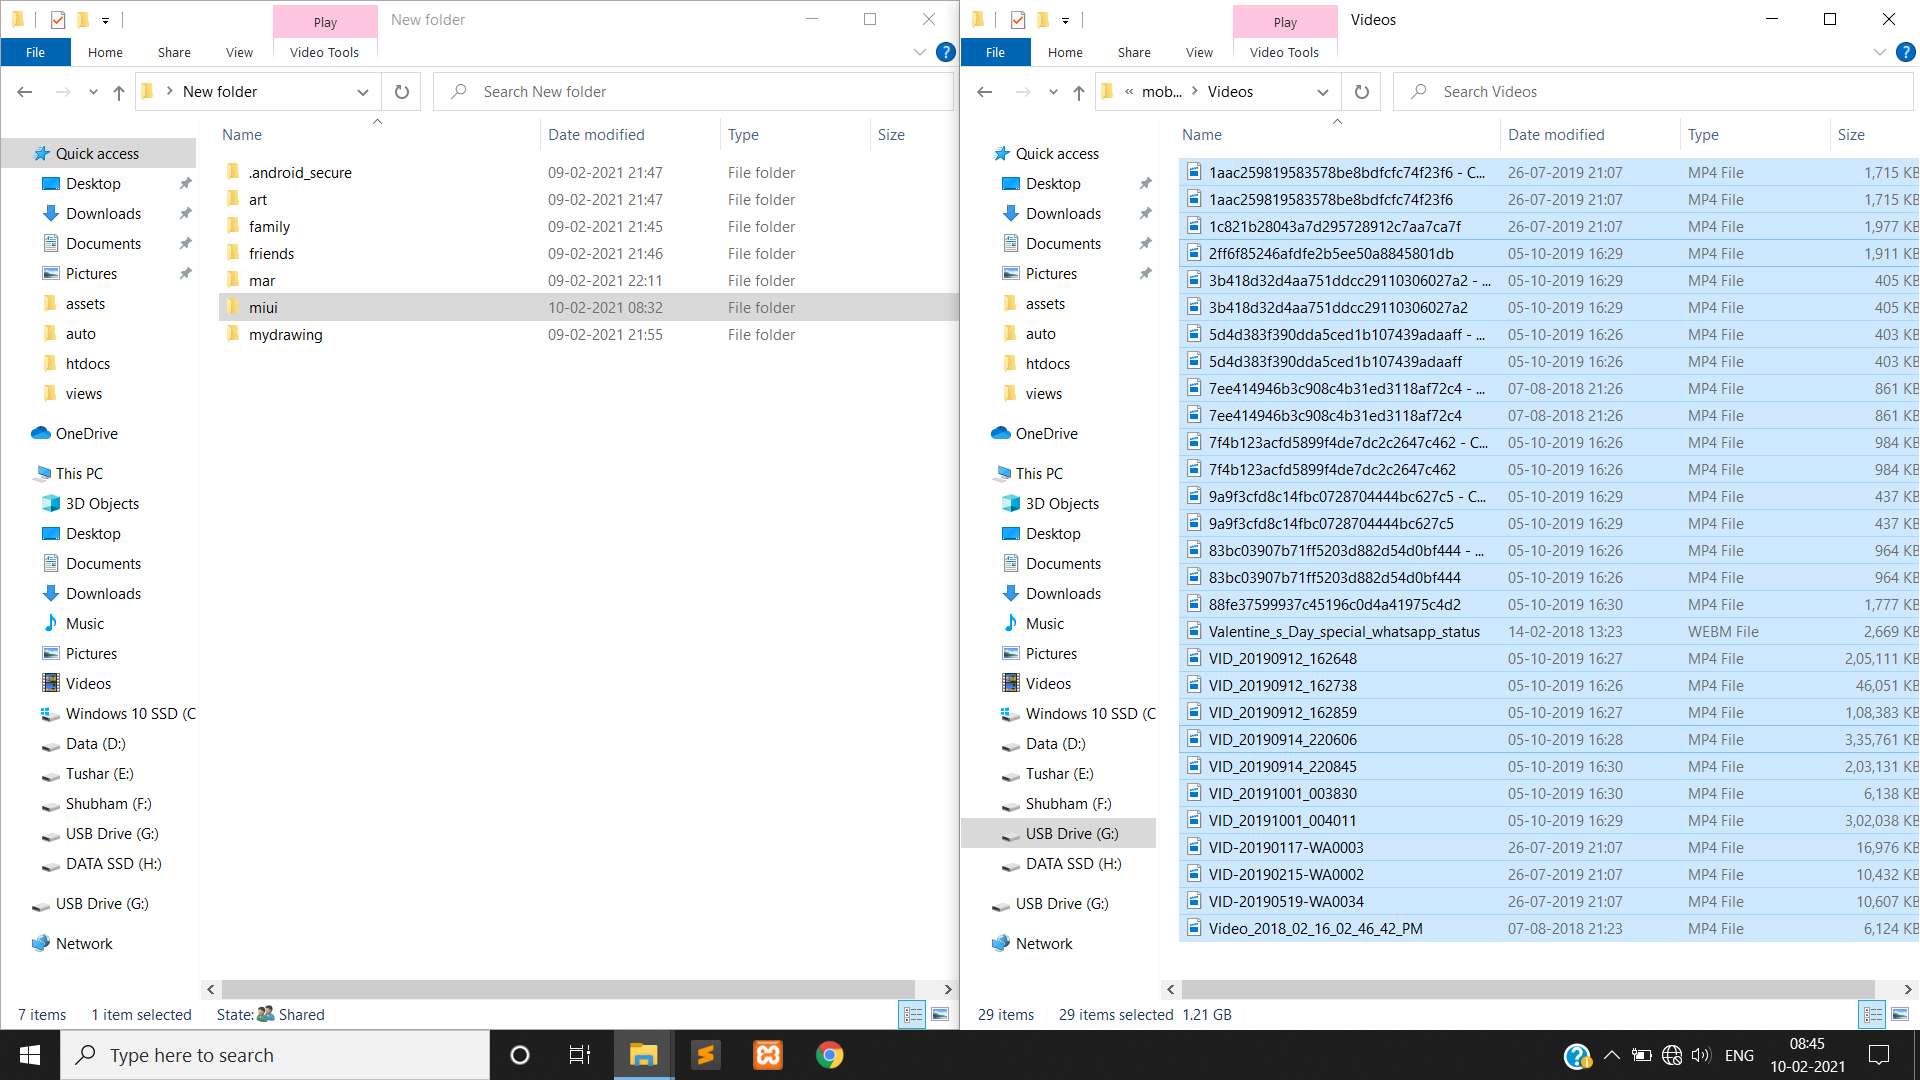 Play
New folder
File
Home
Share
View
Video Tools
New folder
Search New folder
Name
Date modified
Type
Size
Quick access
Desktop
Downloads
Documents
Pictures
assets
auto
htdocs
views
OneDrive
This PC
3D Objects
Desktop
Documents
Downloads
Music
Pictures
Videos
Windows 10 SSD (C
Data (D:)
Tushar (E:)
Shubham (F:)
USB Drive (G:)
DATA SSD (H:)
USB Drive (G:)
Network
.android_secure 09-02-2021 21:47 File folder
art 09-02-2021 21:47 File folder
family 09-02-2021 21:45 File folder
friends 09-02-2021 21:46 File folder
mar 09-02-2021 22:11 File folder
miui 10-02-2021 08:32 File folder
mydrawing 09-02-2021 21:55 File folder
7 items 1 item selected State: Shared
Play
Videos
File
Home
Share
View
Video Tools
« mob... > Videos
Search Videos
Name
Date modified
Type
Size
Quick access
Desktop
Downloads
Documents
Pictures
assets
auto
htdocs
views
OneDrive
This PC
3D Objects
Desktop
Documents
Downloads
Music
Pictures
Videos
Windows 10 SSD (C
Data (D:)
Tushar (E:)
Shubham (F:)
USB Drive (G:)
DATA SSD (H:)
USB Drive (G:)
Network
1aac259819583578be8bdfcfc74f23f6 - C... 26-07-2019 21:07 MP4 File 1,715 KB
1aac259819583578be8bdfcfc74f23f6 26-07-2019 21:07 MP4 File 1,715 KB
1c821b28043a7d295728912c7aa7ca7f 26-07-2019 21:07 MP4 File 1,977 KB
2ff6f85246afdfe2b5ee50a8845801db 05-10-2019 16:29 MP4 File 1,911 KB
3b418d32d4aa751ddcc29110306027a2 - ... 05-10-2019 16:29 MP4 File 405 KB
3b418d32d4aa751ddcc29110306027a2 05-10-2019 16:29 MP4 File 405 KB
5d4d383f390dda5ced1b107439adaaff - ... 05-10-2019 16:26 MP4 File 403 KB
5d4d383f390dda5ced1b107439adaaff 05-10-2019 16:26 MP4 File 403 KB
7ee414946b3c908c4b31ed3118af72c4 - ... 07-08-2018 21:26 MP4 File 861 KB
7ee414946b3c908c4b31ed3118af72c4 07-08-2018 21:26 MP4 File 861 KB
7f4b123acfd5899f4de7dc2c2647c462 - C... 05-10-2019 16:26 MP4 File 984 KB
7f4b123acfd5899f4de7dc2c2647c462 05-10-2019 16:26 MP4 File 984 KB
9a9f3cfd8c14fbc0728704444bc627c5 - C... 05-10-2019 16:29 MP4 File 437 KB
9a9f3cfd8c14fbc0728704444bc627c5 05-10-2019 16:29 MP4 File 437 KB
83bc03907b71ff5203d882d54d0bf444 - ... 05-10-2019 16:26 MP4 File 964 KB
83bc03907b71ff5203d882d54d0bf444 05-10-2019 16:26 MP4 File 964 KB
88fe37599937c45196c0d4a41975c4d2 05-10-2019 16:30 MP4 File 1,777 KB
Valentine_s_Day_special_whatsapp_status 14-02-2018 13:23 WEBM File 2,669 KB
VID_20190912_162648 05-10-2019 16:27 MP4 File 2,05,111 KB
VID_20190912_162738 05-10-2019 16:26 MP4 File 46,051 KB
VID_20190912_162859 05-10-2019 16:27 MP4 File 1,08,383 KB
VID_20190914_220606 05-10-2019 16:28 MP4 File 3,35,761 KB
VID_20190914_220845 05-10-2019 16:30 MP4 File 2,03,131 KB
VID_20191001_003830 05-10-2019 16:30 MP4 File 6,138 KB
VID_20191001_004011 05-10-2019 16:29 MP4 File 3,02,038 KB
VID-20190117-WA0003 26-07-2019 21:07 MP4 File 16,976 KB
VID-20190215-WA0002 26-07-2019 21:07 MP4 File 10,432 KB
VID-20190519-WA0034 26-07-2019 21:07 MP4 File 10,607 KB
Video_2018_02_16_02_46_42_PM 07-08-2018 21:23 MP4 File 6,124 KB
29 items 29 items selected 1.21 GB
Type here to search
ENG
08:45
10-02-2021